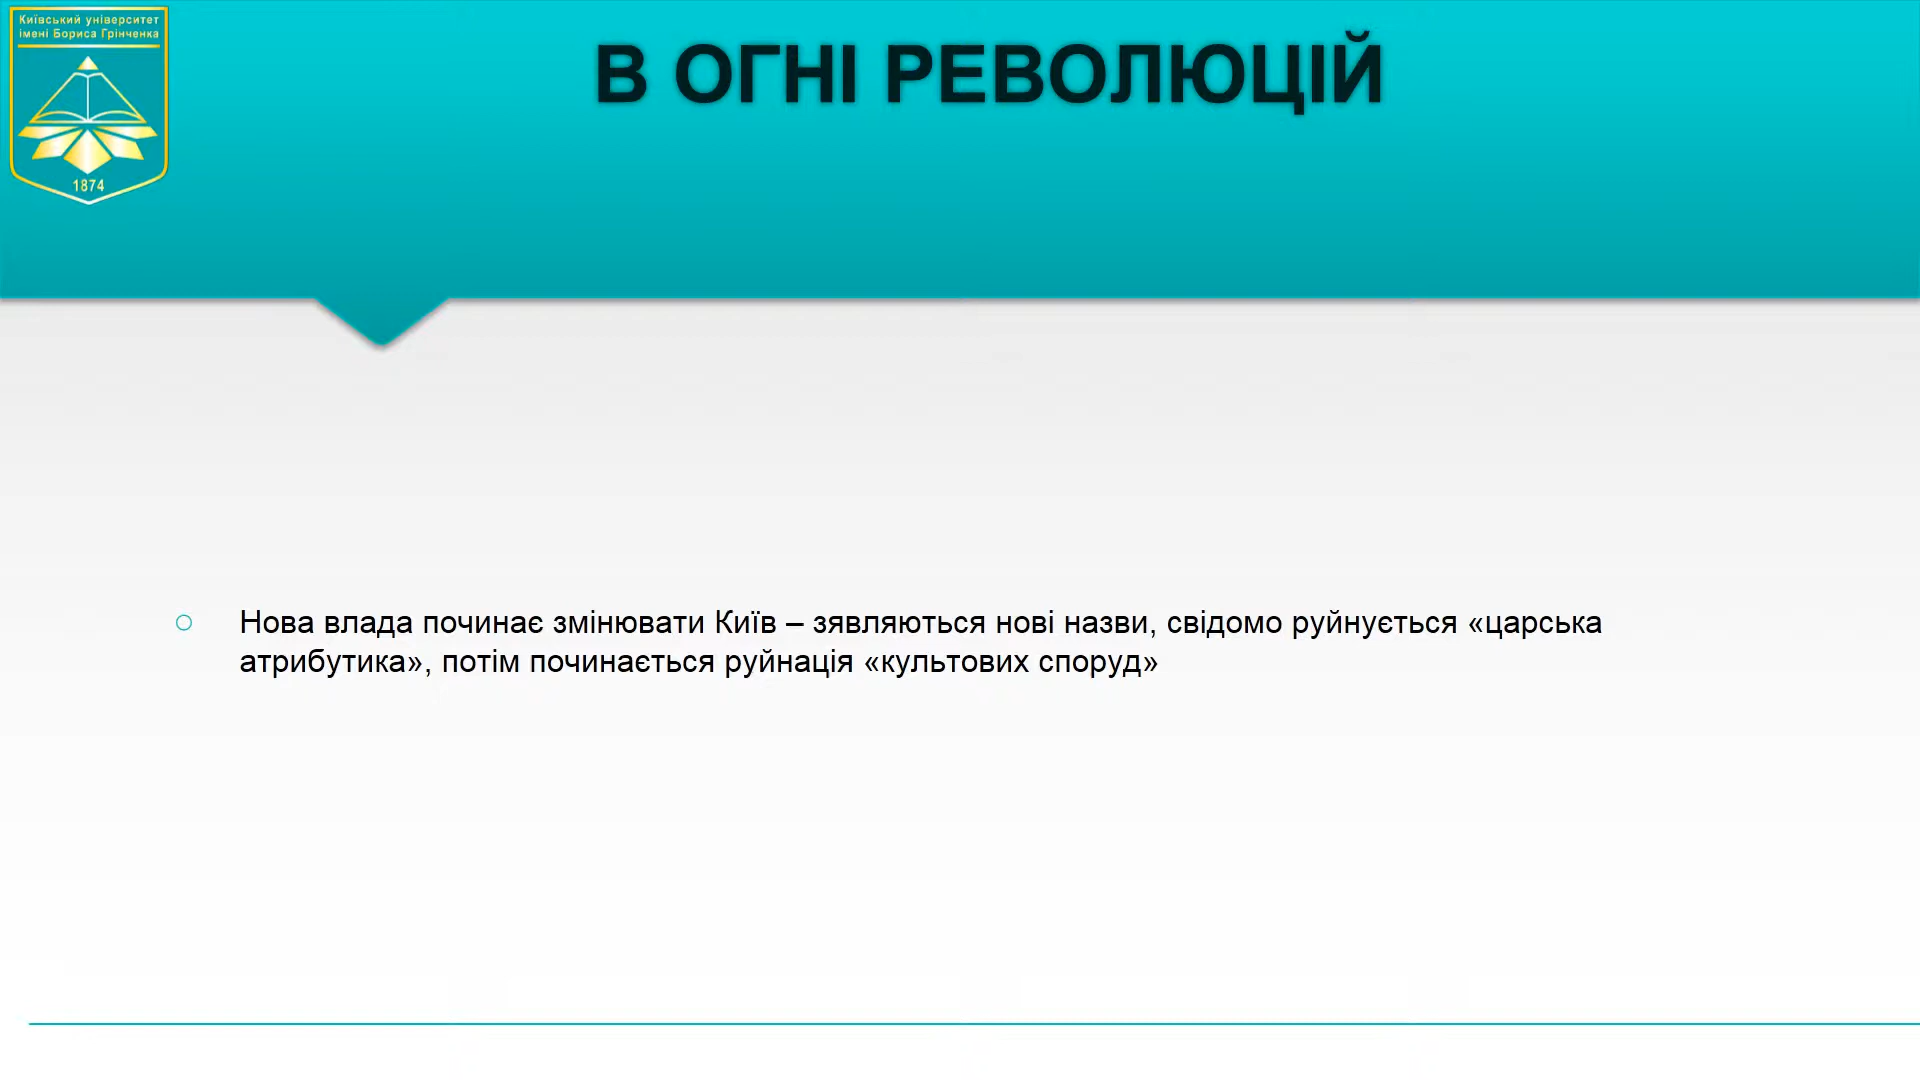 Київський університет
імені Бориса Грінченка
1874
В ОГНІ РЕВОЛЮЦІЙ
Нова влада починає змінювати Київ – зявляються нові назви, свідомо руйнується «царська
атрибутика», потім починається руйнація «культових споруд»